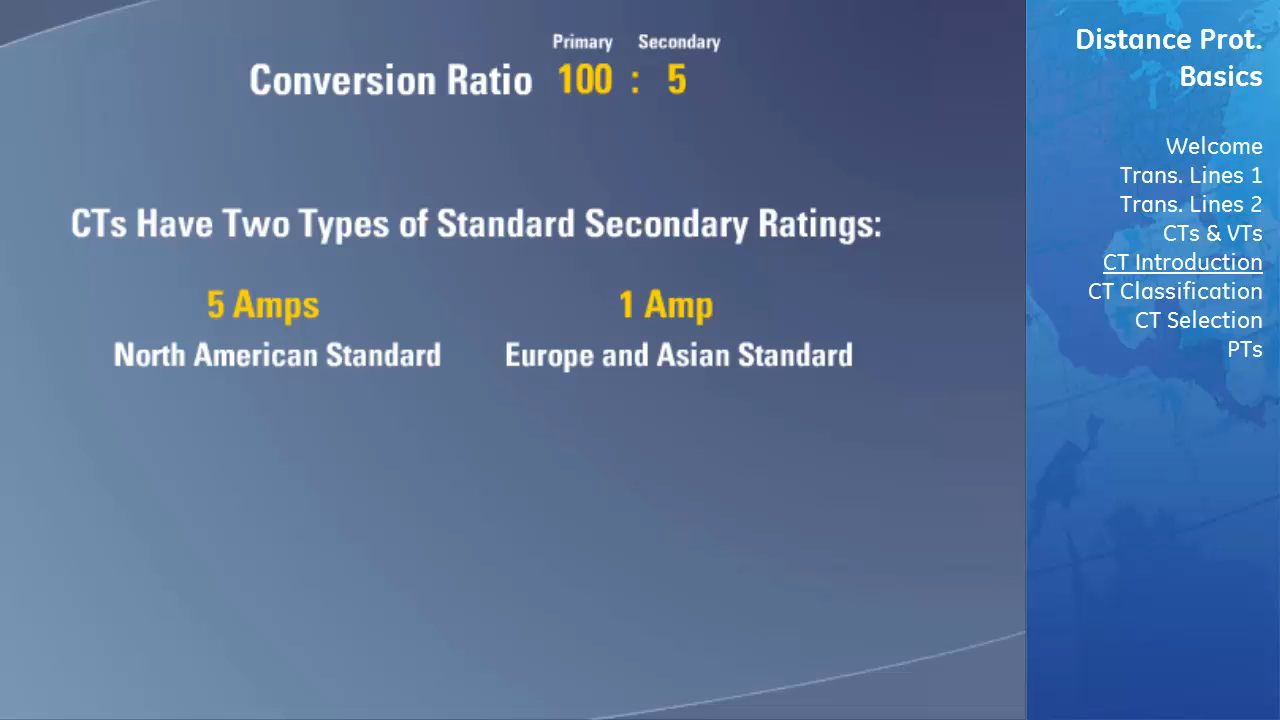 Primary Secondary
Conversion Ratio 100 : 5
CTs Have Two Types of Standard Secondary Ratings:
5 Amps
North American Standard
1 Amp
Europe and Asian Standard
Distance Prot.
Basics
Welcome
Trans. Lines 1
Trans. Lines 2
CTs & VTs
CT Introduction
CT Classification
CT Selection
PTs